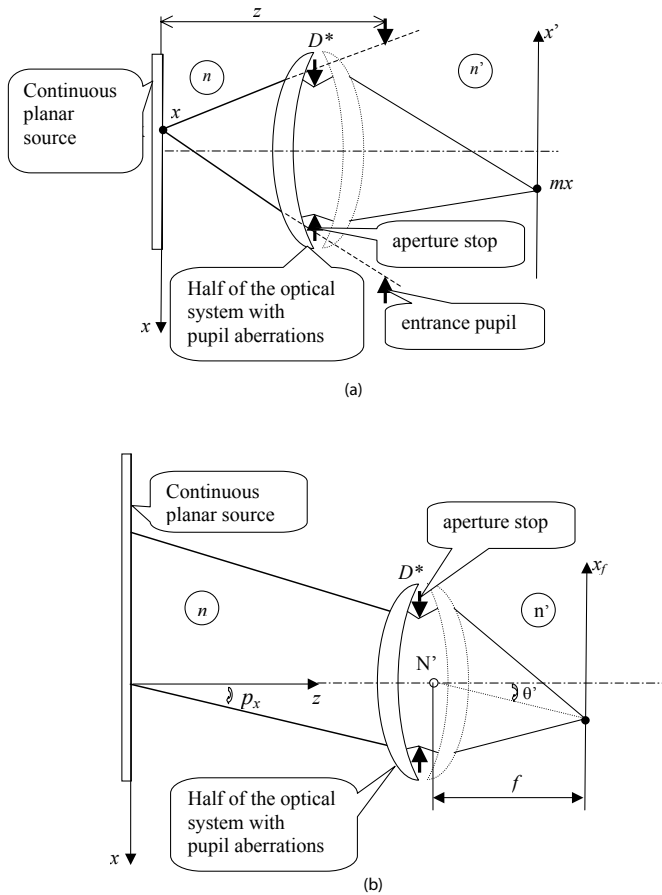 z
D*
x'
n
n'
Continuous
planar
source
x
mx
aperture stop
Half of the optical
system with
pupil aberrations
entrance pupil
x
(a)
Continuous
planar source
aperture stop
D*
x_f
n
n'
N'
θ'
p_x
z
f
Half of the optical
system with
pupil aberrations
x
(b)